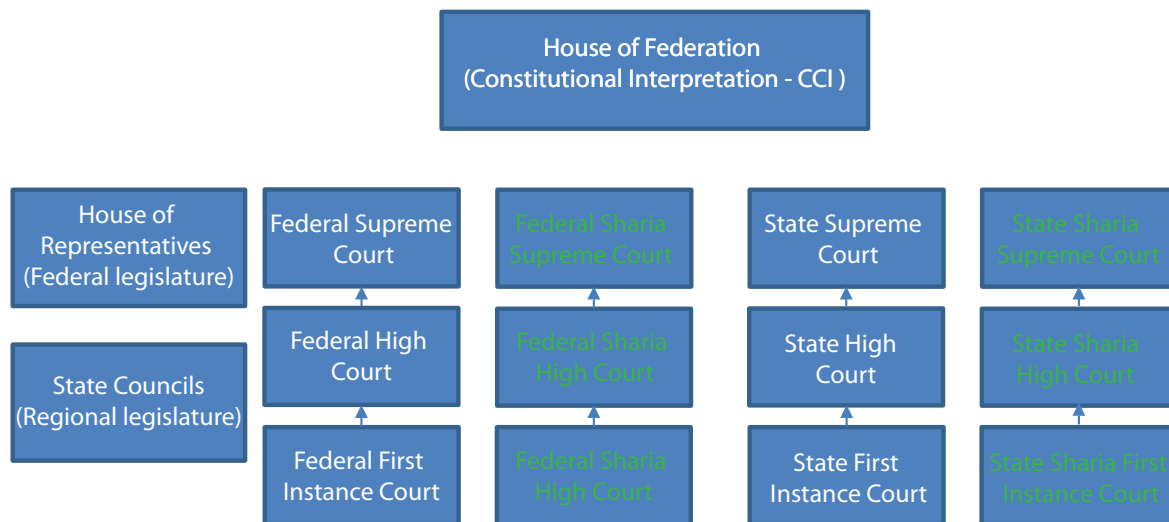 House of Federation
(Constitutional Interpretation - CCI )
House of
Representatives
(Federal legislature)
Federal Supreme
Court
Federal Sharia
Supreme Court
State Supreme
Court
State Sharia
Supreme Court
State Councils
(Regional legislature)
Federal High
Court
Federal Sharia
High Court
State High
Court
State Sharia
High Court
Federal First
Instance Court
Federal Sharia
High Court
State First
Instance Court
State Sharia First
Instance Court